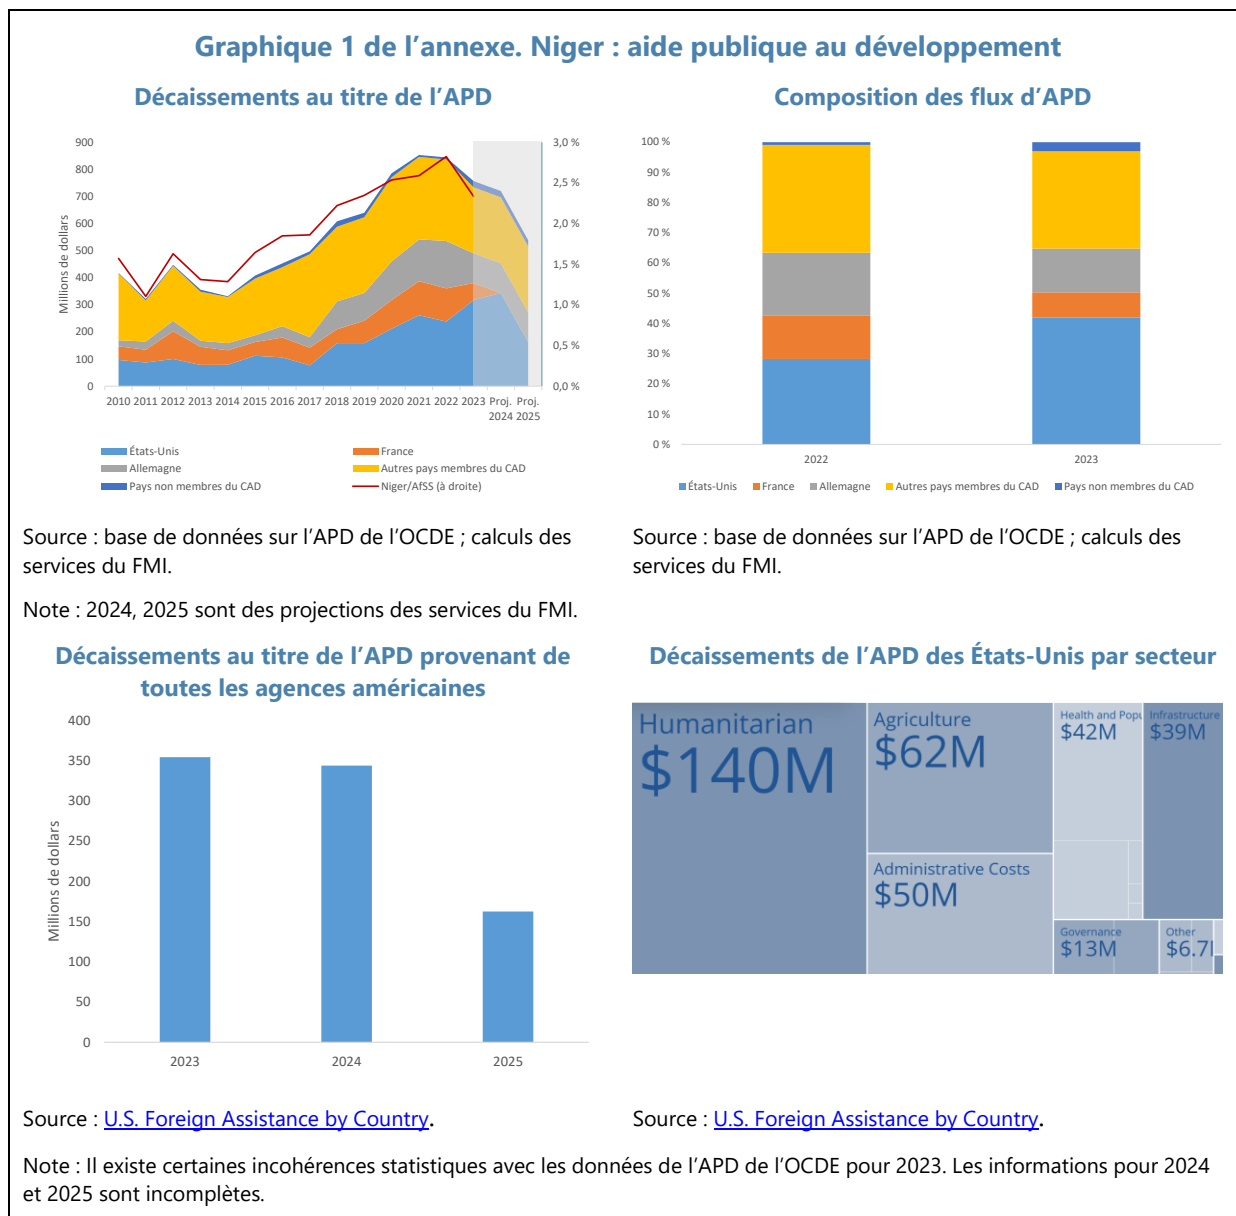 Graphique 1 de l’annexe. Niger : aide publique au développement
Décaissements au titre de l’APD
900
800
700
600
500
400
300
200
100
0
Millions de dollars
3,0 %
2,5 %
2,0 %
1,5 %
1,0 %
0,5 %
0,0 %
2010 2011 2012 2013 2014 2015 2016 2017 2018 2019 2020 2021 2022 2023 Proj. Proj.
2024 2025
États-Unis
France
Allemagne
Autres pays membres du CAD
Pays non membres du CAD
Niger/AfSS (à droite)
Source : base de données sur l’APD de l’OCDE ; calculs des
services du FMI.
Note : 2024, 2025 sont des projections des services du FMI.
Composition des flux d’APD
100 %
90 %
80 %
70 %
60 %
50 %
40 %
30 %
20 %
10 %
0 %
2022
2023
États-Unis France Allemagne Autres pays membres du CAD Pays non membres du CAD
Source : base de données sur l’APD de l’OCDE ; calculs des
services du FMI.
Décaissements au titre de l’APD provenant de
toutes les agences américaines
400
350
300
250
200
150
100
50
0
Millions de dollars
2023
2024
2025
Source : U.S. Foreign Assistance by Country.
Décaissements de l’APD des États-Unis par secteur
Humanitarian
$140M
Agriculture
$62M
Administrative Costs
$50M
Health and Popu
$42M
Infrastructure
$39M
Governance
$13M
Other
$6.7
Source : U.S. Foreign Assistance by Country.
Note : Il existe certaines incohérences statistiques avec les données de l’APD de l’OCDE pour 2023. Les informations pour 2024
et 2025 sont incomplètes.